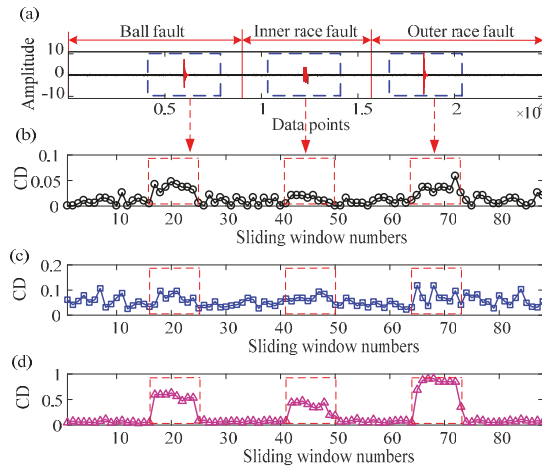 (a)
Ball fault Inner race fault Outer race fault
Amplitude
10
0
-10
0.5 1 1.5 2
Data points
(b)
CD
0.1
0.05
0
10 20 30 40 50 60 70 80
Sliding window numbers
(c)
CD
0.2
0.1
0
10 20 30 40 50 60 70 80
Sliding window numbers
(d)
CD
1
0.5
0
10 20 30 40 50 60 70 80
Sliding window numbers